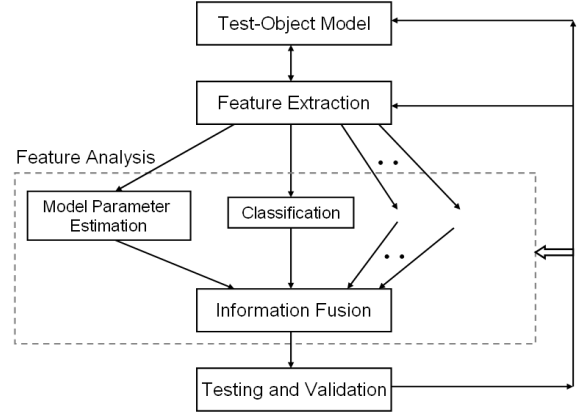 Test-Object Model
Feature Extraction
Feature Analysis
Model Parameter
Estimation
Classification
Information Fusion
Testing and Validation